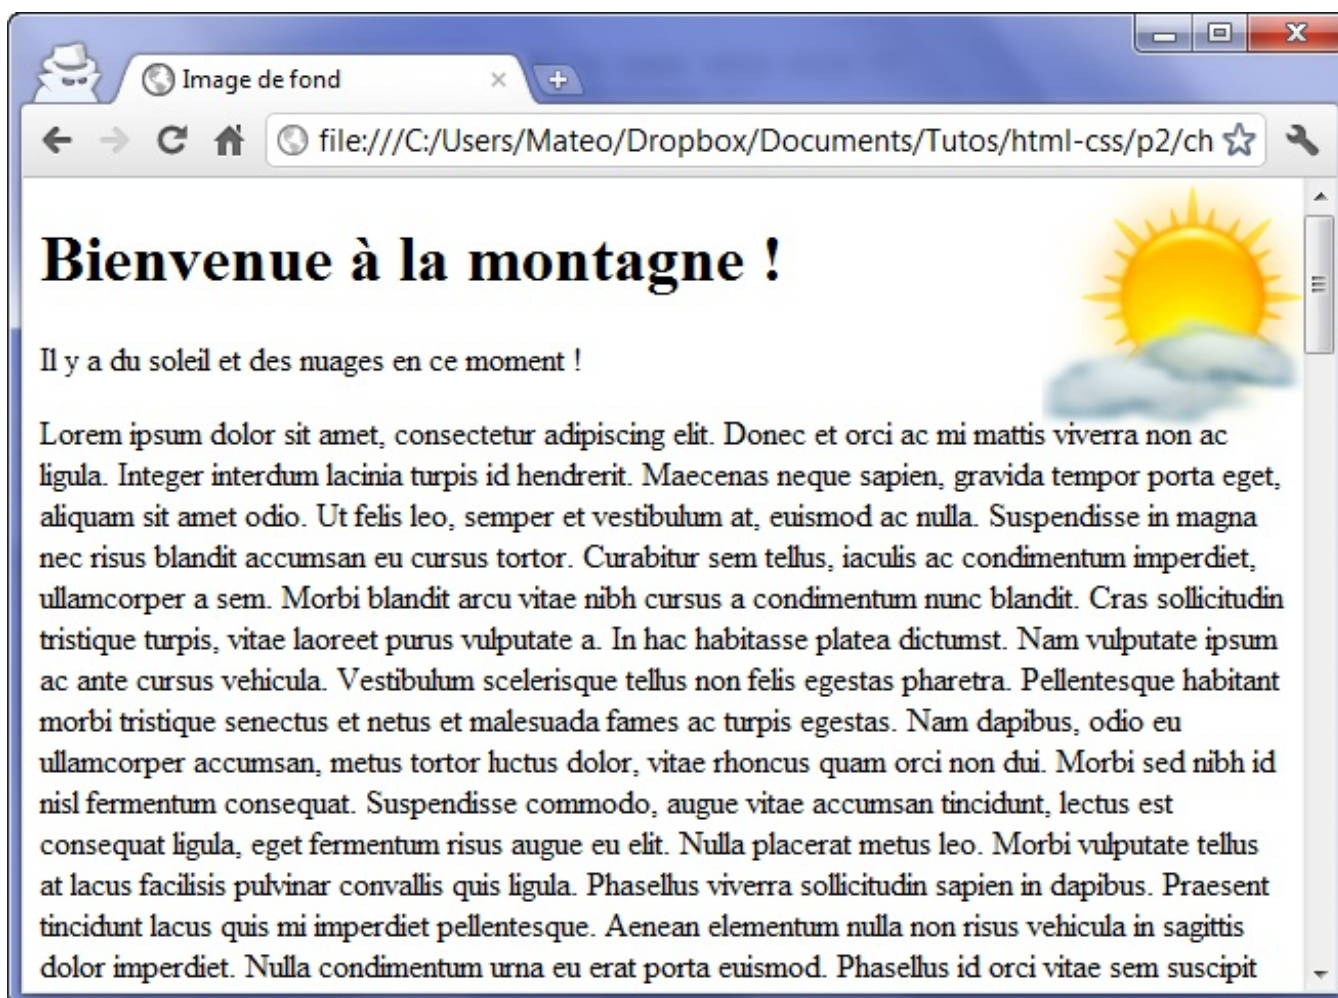 Image de fond
file:///C:/Users/Mateo/Dropbox/Documents/Tutos/html-css/p2/ch
Bienvenue à la montagne !
Il y a du soleil et des nuages en ce moment !
Lorem ipsum dolor sit amet, consectetur adipiscing elit. Donec et orci ac mi mattis viverra non ac
ligula. Integer interdum lacinia turpis id hendrerit. Maecenas neque sapien, gravida tempor porta eget,
aliquam sit amet odio. Ut felis leo, semper et vestibulum at, euismod ac nulla. Suspendisse in magna
nec risus blandit accumsan eu cursus tortor. Curabitur sem tellus, iaculis ac condimentum imperdiet,
ullamcorper a sem. Morbi blandit arcu vitae nibh cursus a condimentum nunc blandit. Cras sollicitudin
tristique turpis, vitae laoreet purus vulputate a. In hac habitasse platea dictumst. Nam vulputate ipsum
ac ante cursus vehicula. Vestibulum scelerisque tellus non felis egestas pharetra. Pellentesque habitant
morbi tristique senectus et netus et malesuada fames ac turpis egestas. Nam dapibus, odio eu
ullamcorper accumsan, metus tortor luctus dolor, vitae rhoncus quam orci non dui. Morbi sed nibh id
nisl fermentum consequat. Suspendisse commodo, augue vitae accumsan tincidunt, lectus est
consequat ligula, eget fermentum risus augue eu elit. Nulla placerat metus leo. Morbi vulputate tellus
at lacus facilisis pulvinar convallis quis ligula. Phasellus viverra sollicitudin sapien in dapibus. Praesent
tincidunt lacus quis mi imperdiet pellentesque. Aenean elementum nulla non risus vehicula in sagittis
dolor imperdiet. Nulla condimentum urna eu erat porta euismod. Phasellus id orci vitae sem suscipit